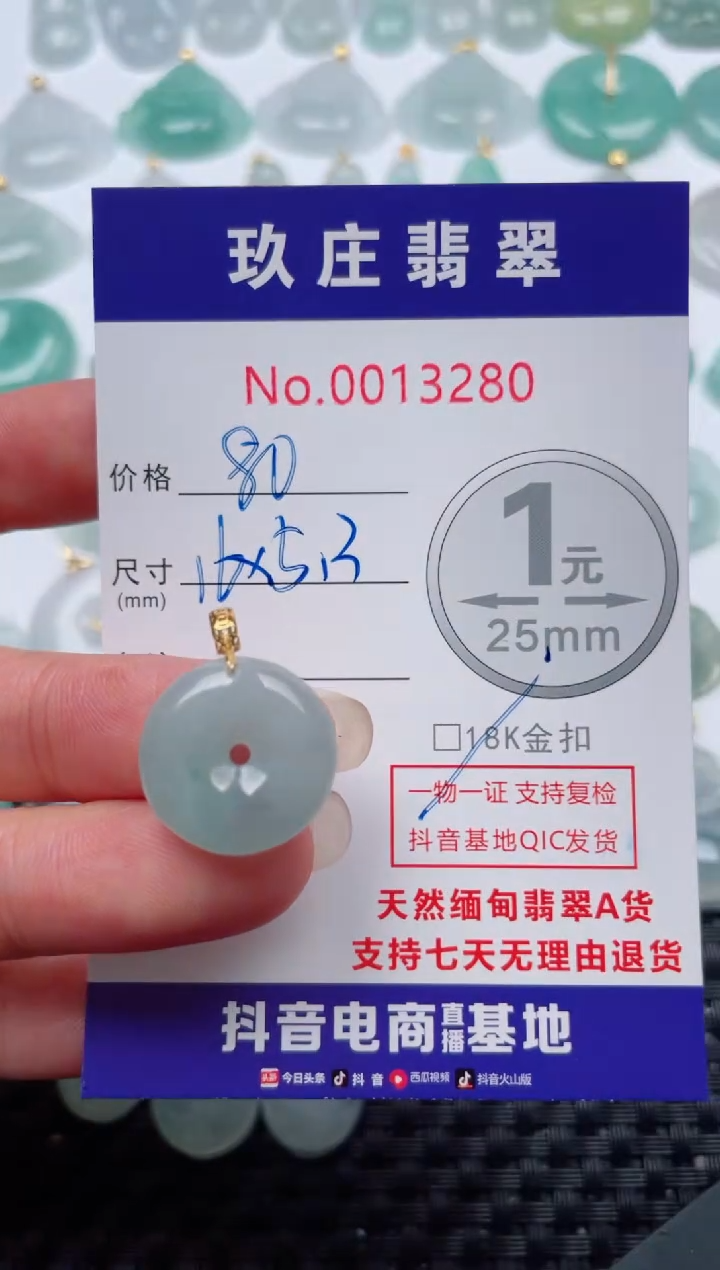 玖庄翡翠
No.0013280
价格 80
尺寸 16x5.3
(mm)
1元
25mm
□18K金扣
一物一证 支持复检
抖音基地QIC发货
天然缅甸翡翠A货
支持七天无理由退货
抖音电商直播基地
头条 今日头条 抖音 西瓜视频 抖音火山版